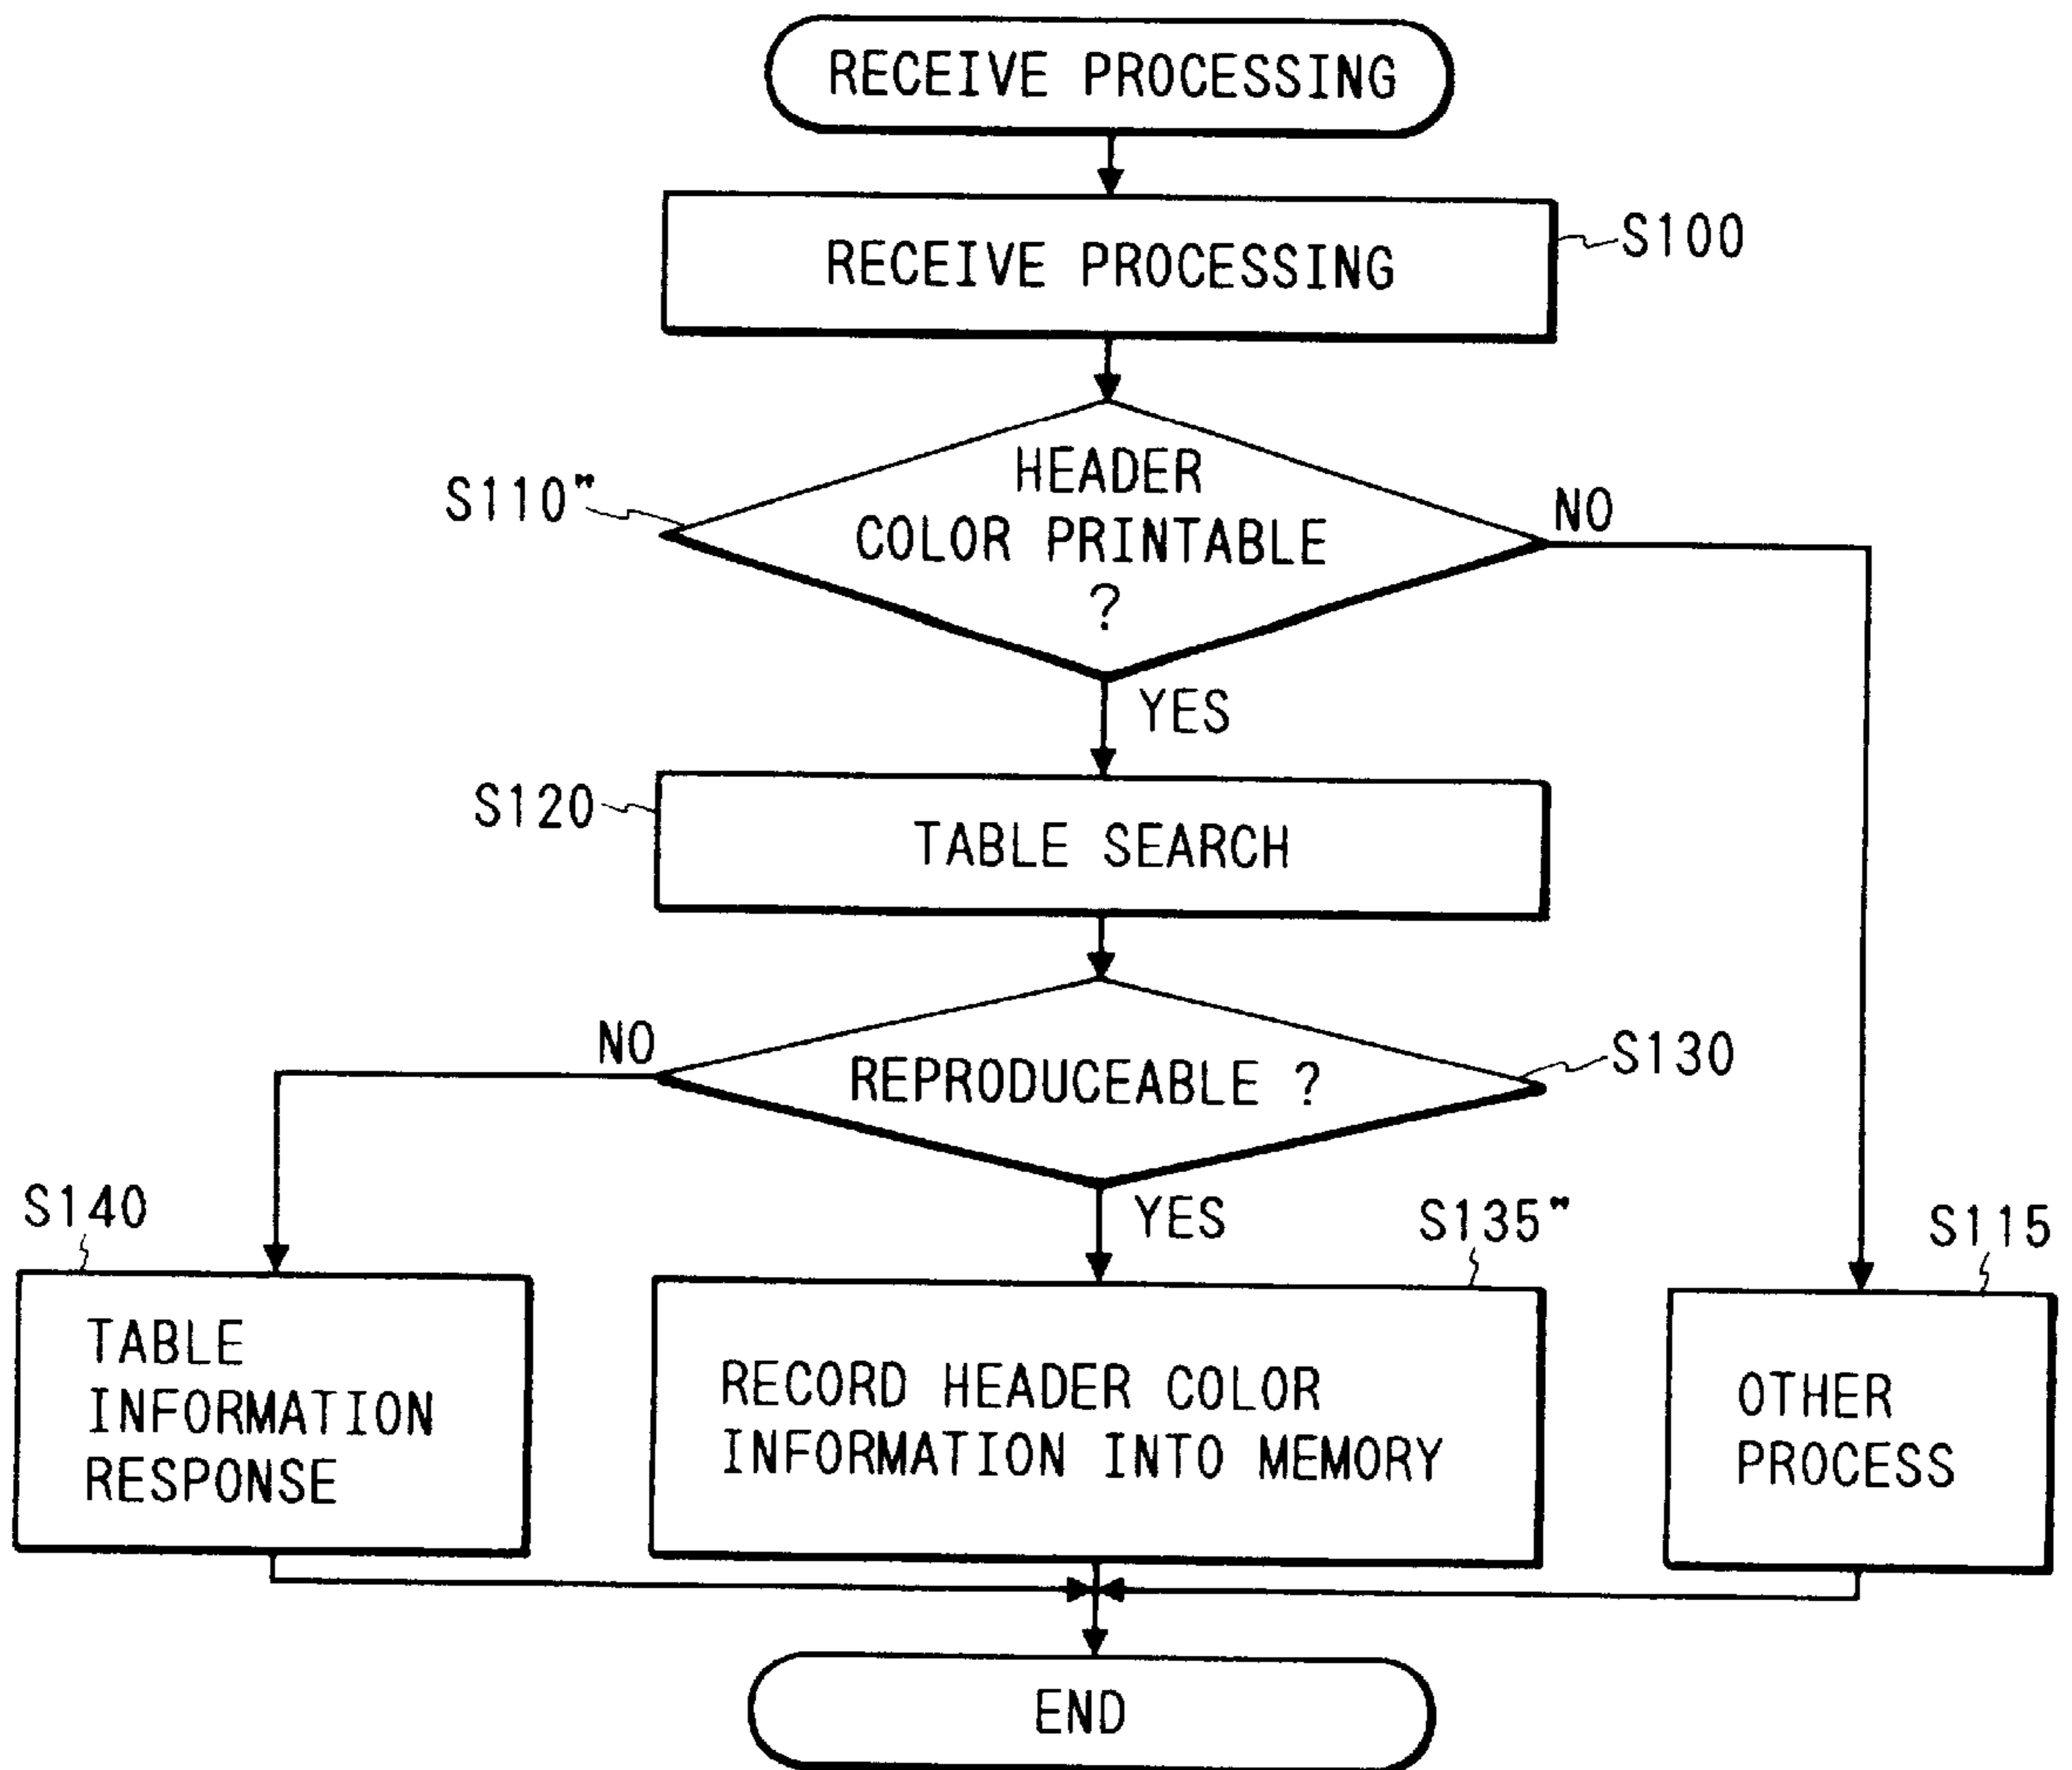 RECEIVE PROCESSING
RECEIVE PROCESSING
S100
HEADER
COLOR PRINTABLE
?
S110‴
NO
YES
S120
TABLE SEARCH
NO
REPRODUCEABLE ?
S130
YES
S140
S135‴
S115
TABLE
INFORMATION
RESPONSE
RECORD HEADER COLOR
INFORMATION INTO MEMORY
OTHER
PROCESS
END